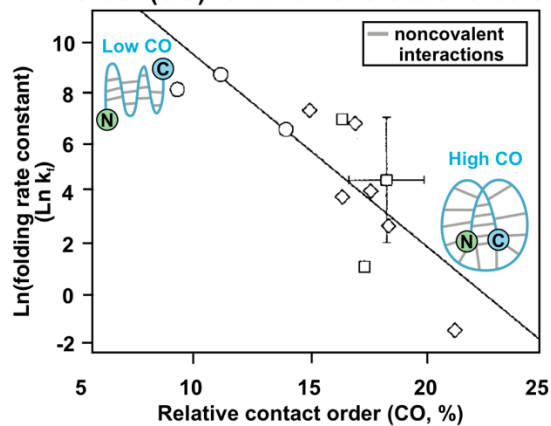 noncovalent
interactions
Low CO
C
N
High CO
N
C
Ln(folding rate constant)
(Ln kᵢ)
10
8
6
4
2
0
-2
5
10
15
20
25
Relative contact order (CO, %)